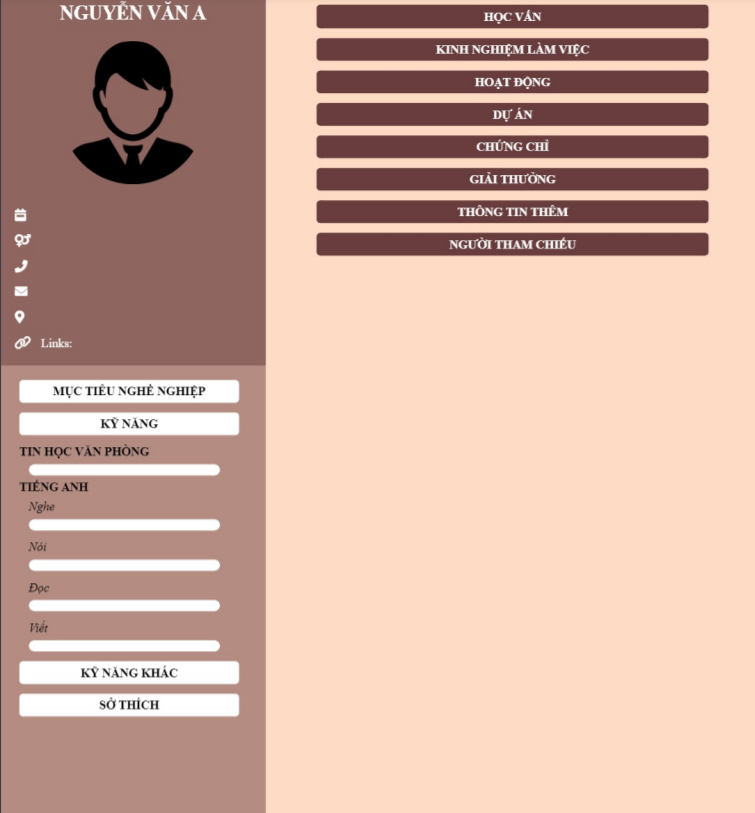 NGUYỄN VĂN A
Links:
MỤC TIÊU NGHỀ NGHIỆP
KỸ NĂNG
TIN HỌC VĂN PHÒNG
TIẾNG ANH
Nghe
Nói
Đọc
Viết
KỸ NĂNG KHÁC
SỞ THÍCH
HỌC VẤN
KINH NGHIỆM LÀM VIỆC
HOẠT ĐỘNG
DỰ ÁN
CHỨNG CHỈ
GIẢI THƯỞNG
THÔNG TIN THÊM
NGƯỜI THAM CHIẾU